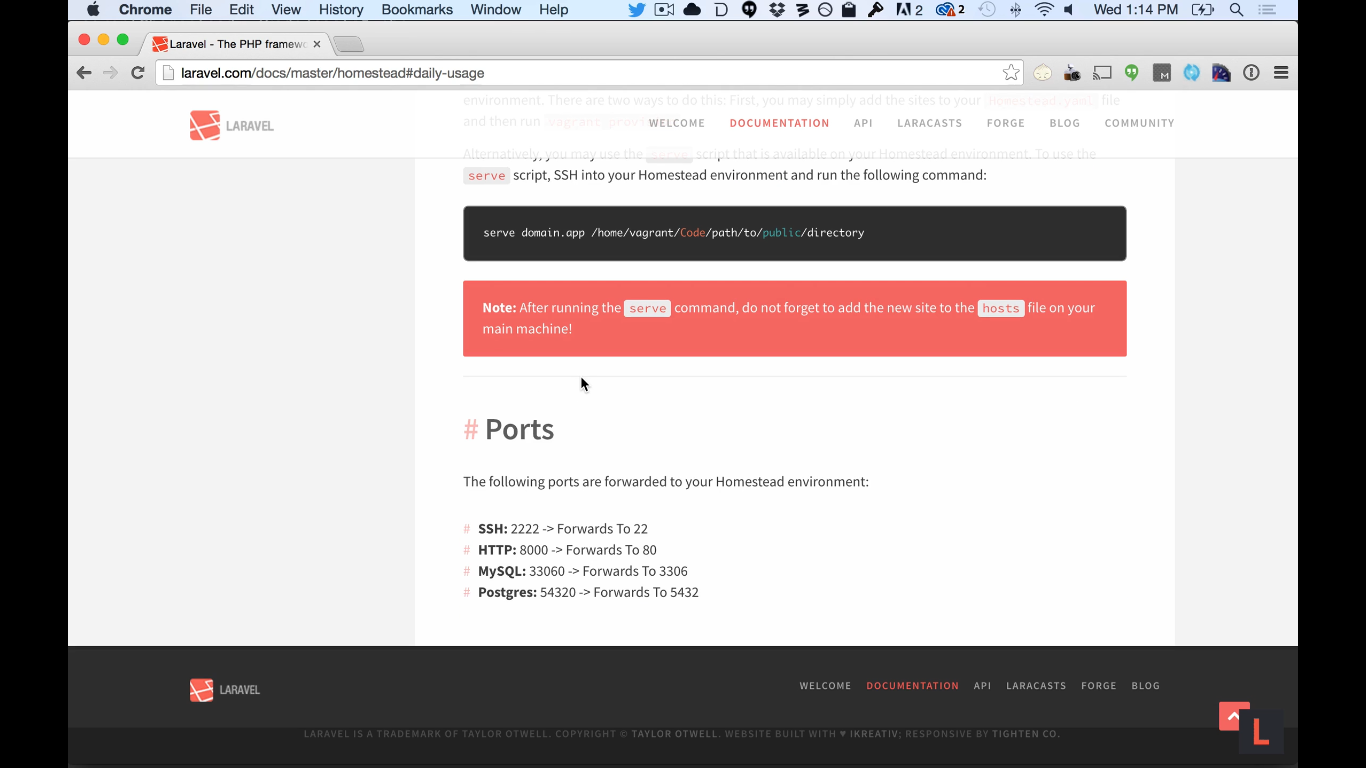 Chrome File Edit View History Bookmarks Window Help 2 2 Wed 1:14 PM
Laravel - The PHP framewo
laravel.com/docs/master/homestead#daily-usage
environment. There are two ways to do this: First, you may simply add the sites to your Homestead.yaml file
and then run vagrant provis
LARAVEL WELCOME DOCUMENTATION API LARACASTS FORGE BLOG COMMUNITY
Alternatively, you may use the serve script that is available on your Homestead environment. To use the
serve script, SSH into your Homestead environment and run the following command:
serve domain.app /home/vagrant/Code/path/to/public/directory
Note: After running the serve command, do not forget to add the new site to the hosts file on your
main machine!
# Ports
The following ports are forwarded to your Homestead environment:
# SSH: 2222 -> Forwards To 22
# HTTP: 8000 -> Forwards To 80
# MySQL: 33060 -> Forwards To 3306
# Postgres: 54320 -> Forwards To 5432
LARAVEL WELCOME DOCUMENTATION API LARACASTS FORGE BLOG
L
LARAVEL IS A TRADEMARK OF TAYLOR OTWELL. COPYRIGHT © TAYLOR OTWELL. WEBSITE BUILT WITH ♥ IKREATIV; RESPONSIVE BY TIGHTEN CO.